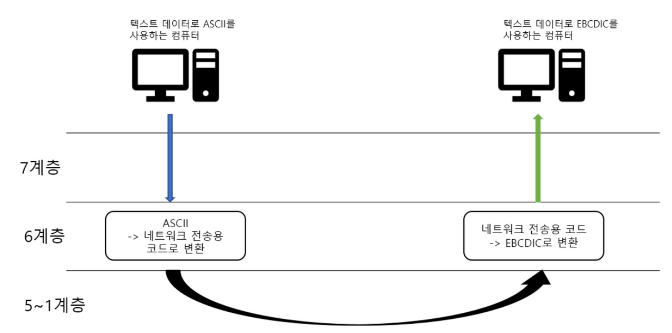 텍스트 데이터로 ASCII를
사용하는 컴퓨터
텍스트 데이터로 EBCDIC를
사용하는 컴퓨터
7계층
6계층
ASCII
-> 네트워크 전송용
코드로 변환
네트워크 전송용 코드
-> EBCDIC로 변환
5~1계층